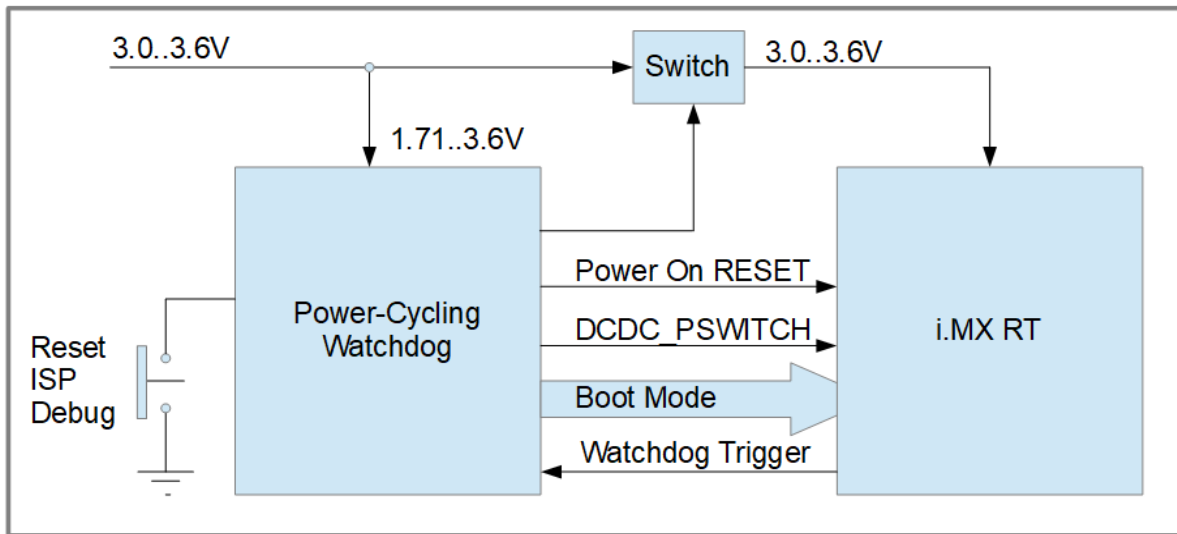 3.0..3.6V
Switch
3.0..3.6V
1.71..3.6V
Power On RESET
Power-Cycling
Watchdog
DCDC_PSWITCH
i.MX RT
Reset
ISP
Debug
Boot Mode
Watchdog Trigger